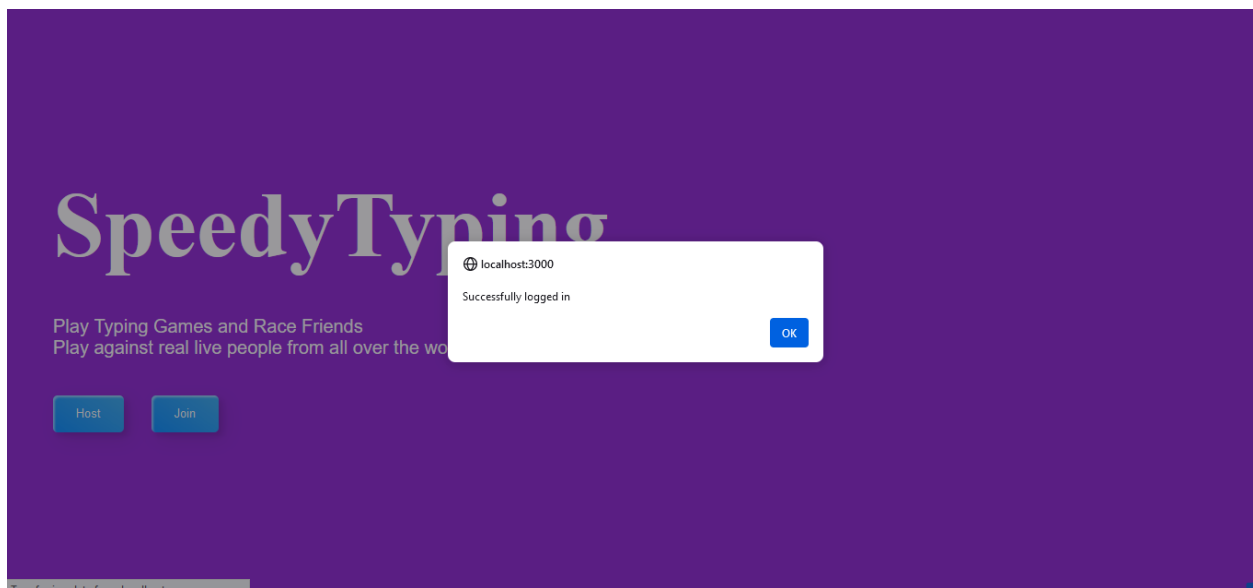 SpeedyTyping
localhost:3000
Successfully logged in
OK
Play Typing Games and Race Friends
Play against real live people from all over the
Host
Join